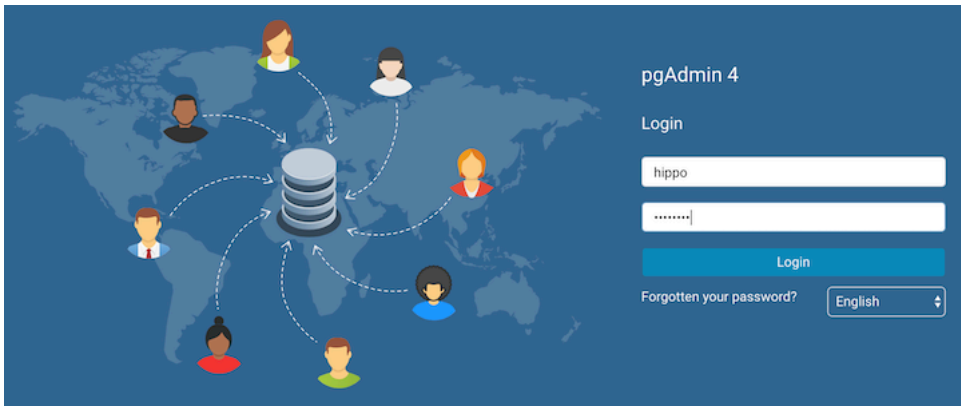 pgAdmin 4
Login
hippo
••••••••
Login
Forgotten your password?
English